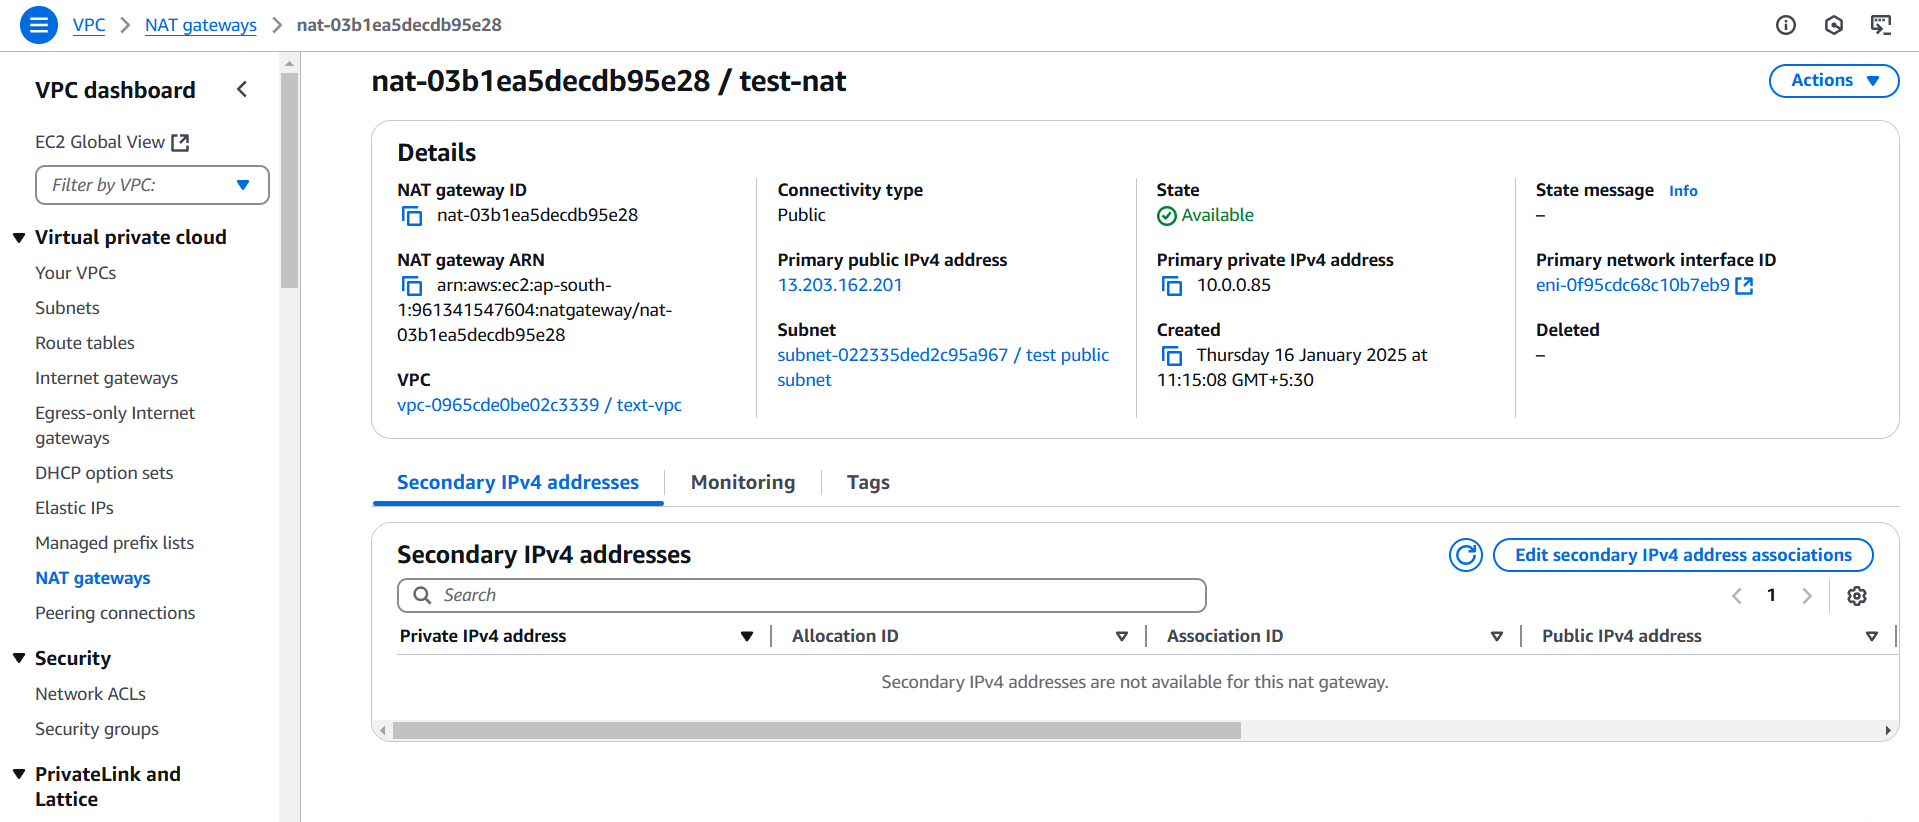 VPC
NAT gateways
nat-03b1ea5decdb95e28
VPC dashboard
EC2 Global View
Filter by VPC:
Virtual private cloud
Your VPCs
Subnets
Route tables
Internet gateways
Egress-only Internet
gateways
DHCP option sets
Elastic IPs
Managed prefix lists
NAT gateways
Peering connections
Security
Network ACLs
Security groups
PrivateLink and
Lattice
nat-03b1ea5decdb95e28 / test-nat
Actions
Details
NAT gateway ID
nat-03b1ea5decdb95e28
NAT gateway ARN
arn:aws:ec2:ap-south-
1:961341547604:natgateway/nat-
03b1ea5decdb95e28
VPC
vpc-0965cde0be02c3339 / text-vpc
Connectivity type
Public
Primary public IPv4 address
13.203.162.201
Subnet
subnet-022335ded2c95a967 / test public
subnet
State
Available
Primary private IPv4 address
10.0.0.85
Created
Thursday 16 January 2025 at
11:15:08 GMT+5:30
State message Info
–
Primary network interface ID
eni-0f95cdc68c10b7eb9
Deleted
–
Secondary IPv4 addresses
Monitoring
Tags
Secondary IPv4 addresses
Edit secondary IPv4 address associations
Search
1
Private IPv4 address
Allocation ID
Association ID
Public IPv4 address
Secondary IPv4 addresses are not available for this nat gateway.